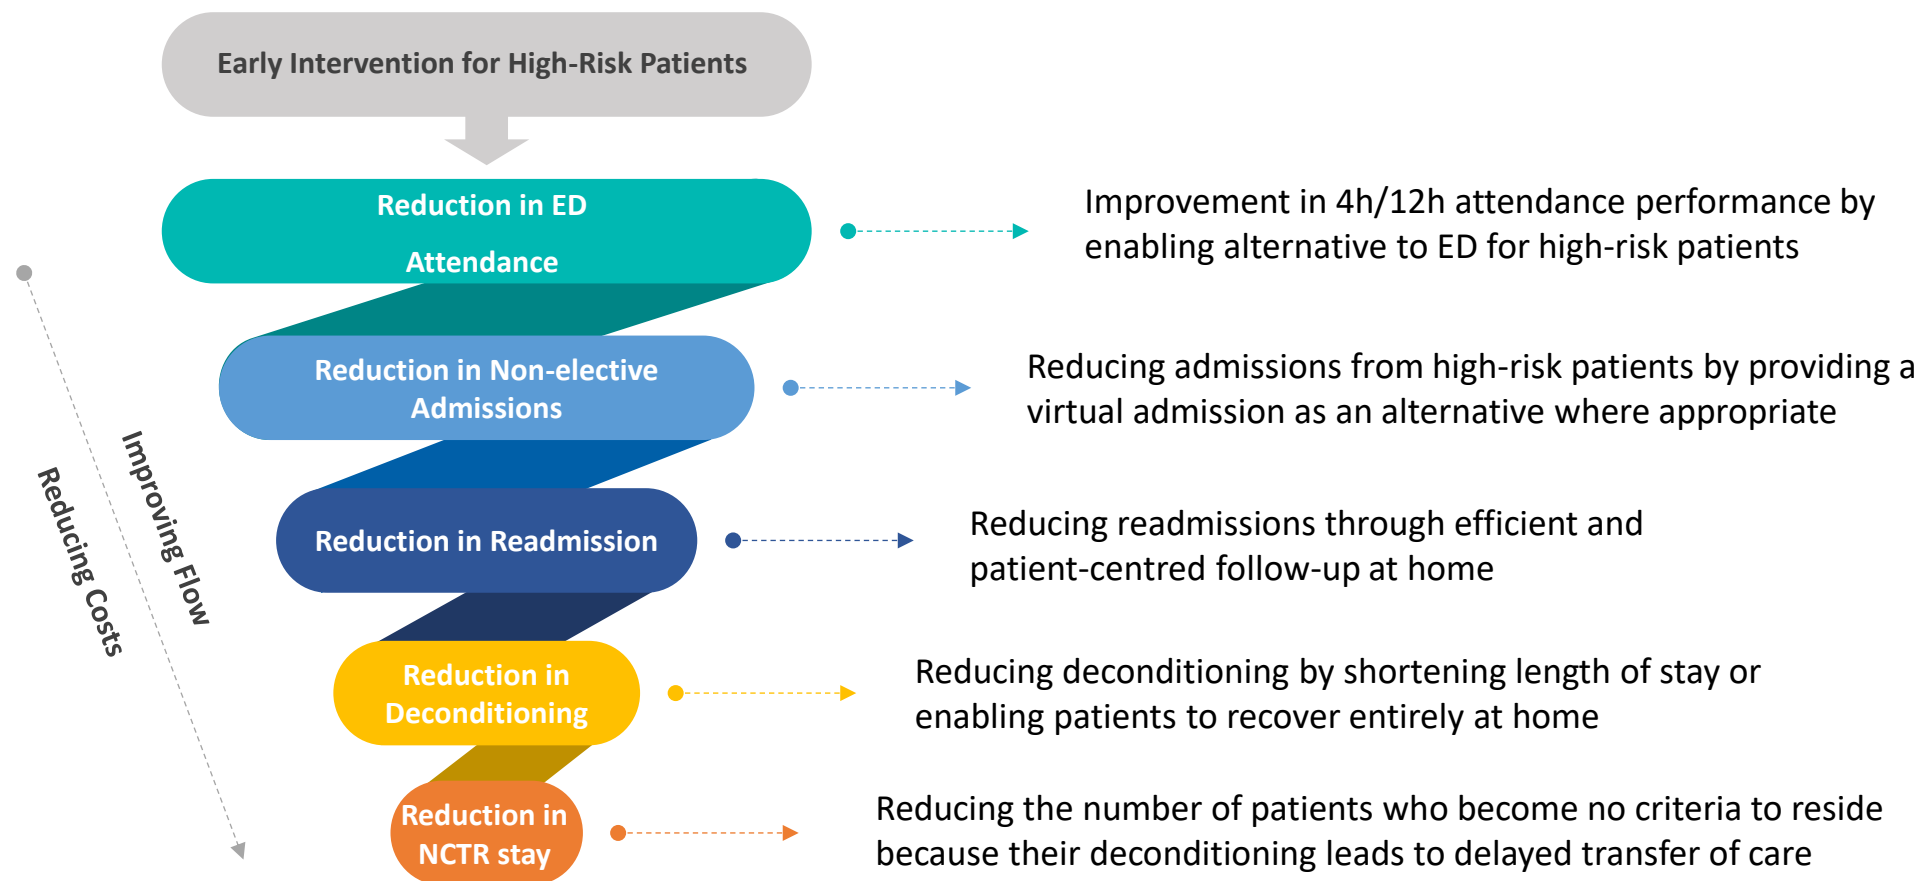 Early Intervention for High-Risk Patients
Reduction in ED
Attendance
Improvement in 4h/12h attendance performance by
enabling alternative to ED for high-risk patients
Reduction in Non-elective
Admissions
Reducing admissions from high-risk patients by providing a
virtual admission as an alternative where appropriate
Improving Flow
Reducing Costs
Reduction in Readmission
Reducing readmissions through efficient and
patient-centred follow-up at home
Reduction in
Deconditioning
Reducing deconditioning by shortening length of stay or
enabling patients to recover entirely at home
Reduction in
NCTR stay
Reducing the number of patients who become no criteria to reside
because their deconditioning leads to delayed transfer of care